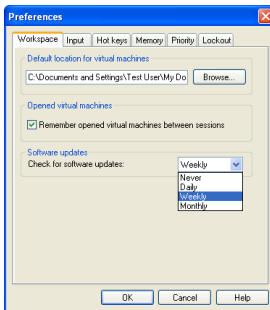 Preferences
Workspace Input Hot keys Memory Priority Lockout
Default location for virtual machines
C:\Documents and Settings\Test User\My Do Browse...
Opened virtual machines
Remember opened virtual machines between sessions
Software updates
Check for software updates: Weekly
Never
Daily
Weekly
Monthly
OK Cancel Help